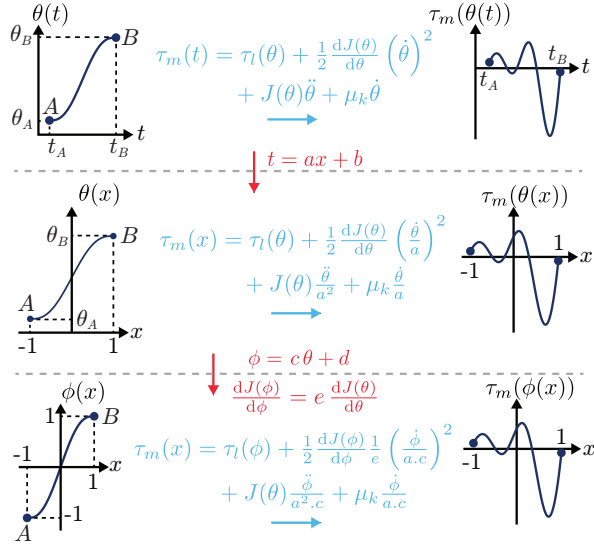 θ(t)
θ_B
B
A
θ_A
t_A
t_B
t
τ_m(t) = τ_l(θ) + 1/2 dJ(θ)/dθ (θ̇)^2
+ J(θ)θ̈ + μ_k θ̇
τ_m(θ(t))
t_A
t_B
t
t = ax + b
θ(x)
θ_B
B
A
θ_A
-1
1
x
τ_m(x) = τ_l(θ) + 1/2 dJ(θ)/dθ (θ̇/a)^2
+ J(θ) θ̈/a^2 + μ_k θ̇/a
τ_m(θ(x))
-1
1
x
φ = c θ + d
dJ(φ)/dφ = e dJ(θ)/dθ
φ(x)
1
B
-1
x
1
A
-1
τ_m(x) = τ_l(φ) + 1/2 dJ(φ)/dφ 1/e (φ̇/a.c)^2
+ J(θ) φ̈/a^2.c + μ_k φ̇/a.c
τ_m(φ(x))
-1
1
x